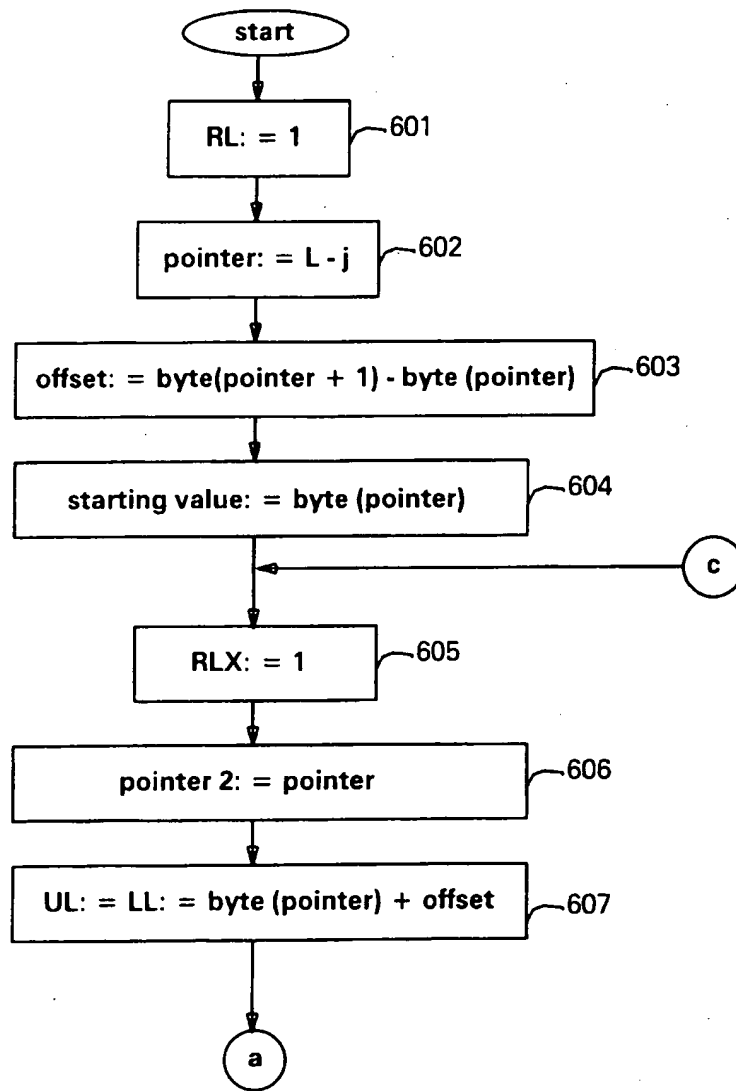 start
RL: = 1
601
pointer: = L - j
602
offset: = byte(pointer + 1) - byte (pointer)
603
starting value: = byte (pointer)
604
c
RLX: = 1
605
pointer 2: = pointer
606
UL: = LL: = byte (pointer) + offset
607
a